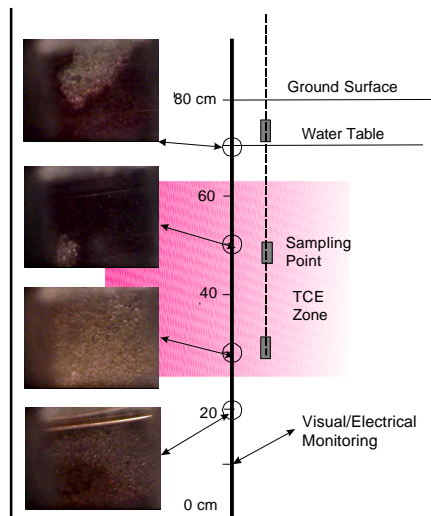 80 cm
Ground Surface
Water Table
60
Sampling
Point
40
TCE
Zone
20
Visual/Electrical
Monitoring
0 cm